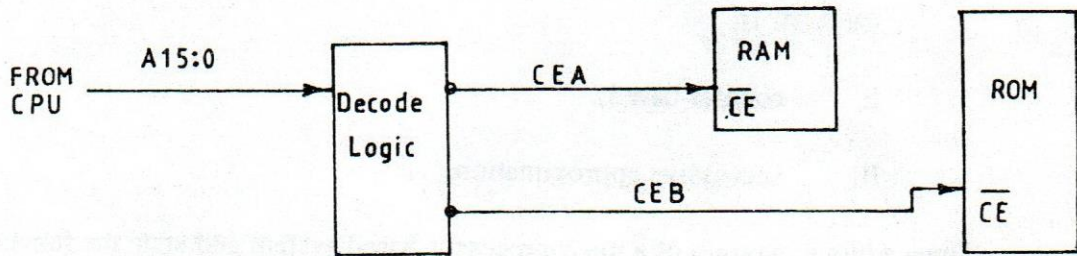 FROM
CPU
A15:0
Decode
Logic
CEA
CEB
RAM
CE
ROM
CE